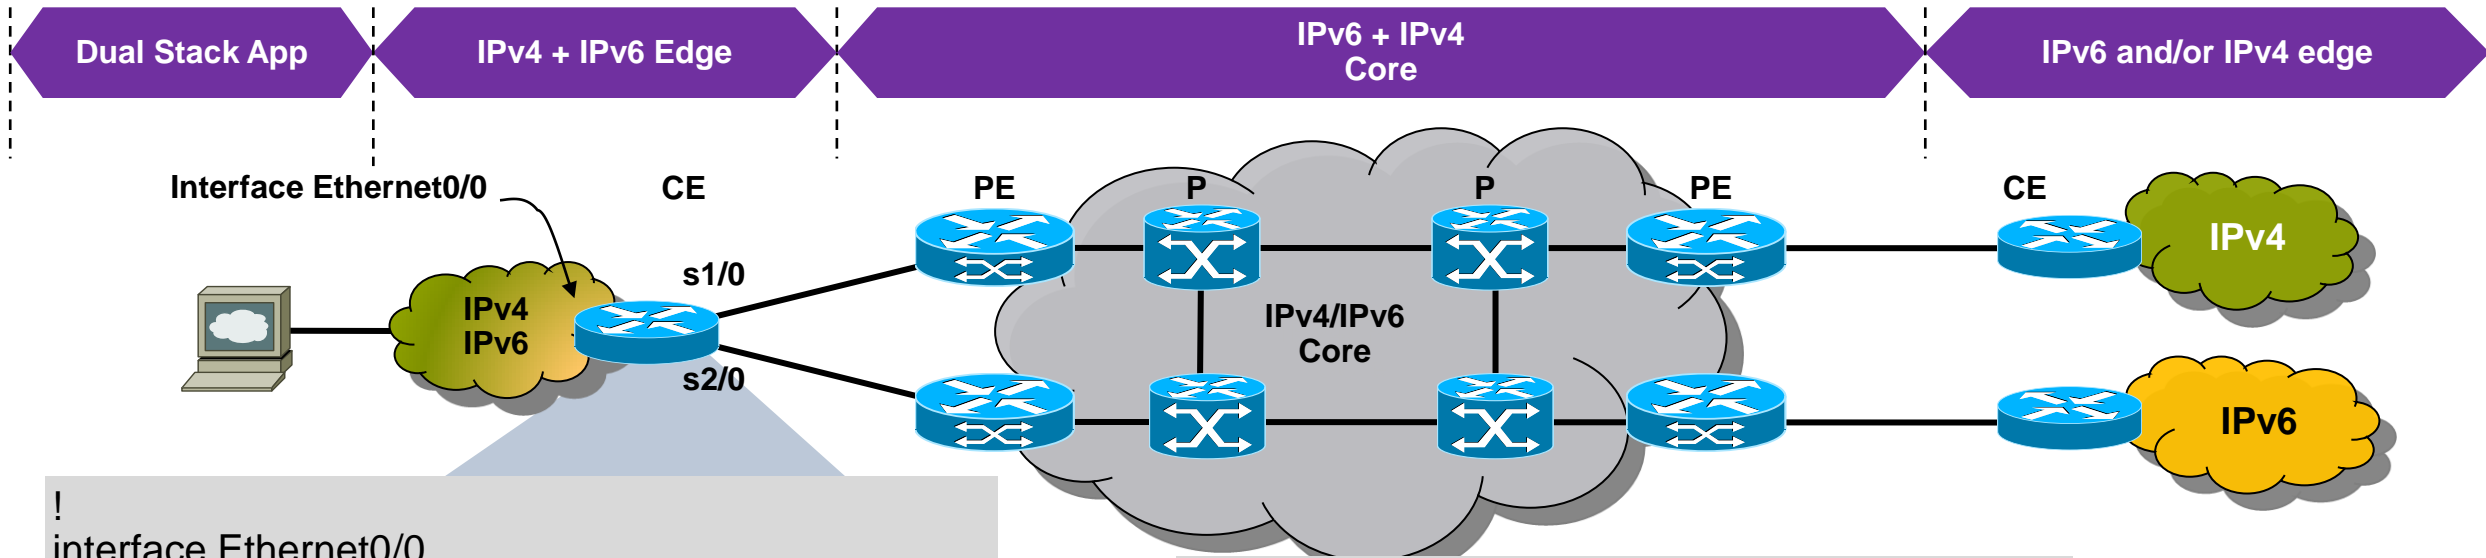 Dual Stack App
IPv4 + IPv6 Edge
IPv6 + IPv4
Core
IPv6 and/or IPv4 edge
Interface Ethernet0/0
CE
PE
P
P
PE
CE
IPv4
s1/0
IPv4
IPv6
IPv4/IPv6
Core
s2/0
IPv6
!
interface Ethernet0/0